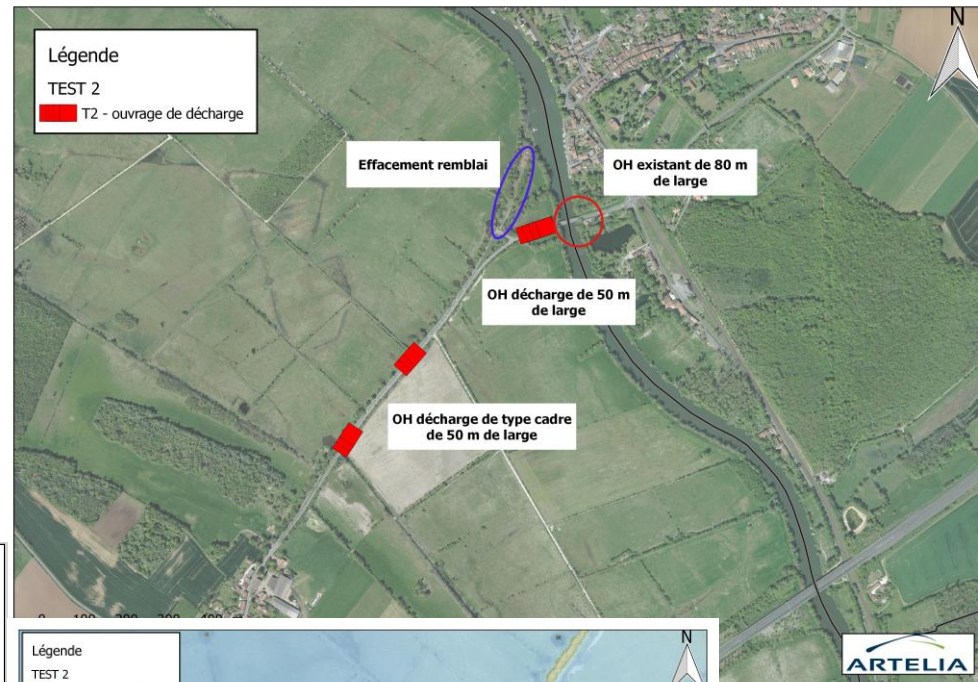 N
Légende
TEST 2
T2 - ouvrage de décharge
Effacement remblai
OH existant de 80 m
de large
OH décharge de 50 m
de large
OH décharge de type cadre
de 50 m de large
Légende
TEST 2
N
ARTELIA